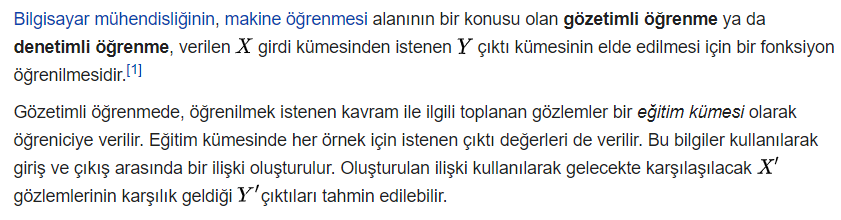 Bilgisayar mühendisliğinin, makine öğrenmesi alanının bir konusu olan gözetimli öğrenme ya da
denetimli öğrenme, verilen X girdi kümesinden istenen Y çıktı kümesinin elde edilmesi için bir fonksiyon
öğrenilmesidir.[1]
Gözetimli öğrenmede, öğrenilmek istenen kavram ile ilgili toplanan gözlemler bir eğitim kümesi olarak
öğreniciye verilir. Eğitim kümesinde her örnek için istenen çıktı değerleri de verilir. Bu bilgiler kullanılarak
giriş ve çıkış arasında bir ilişki oluşturulur. Oluşturulan ilişki kullanılarak gelecekte karşılaşılacak X′
gözlemlerinin karşılık geldiği Y′ çıktıları tahmin edilebilir.